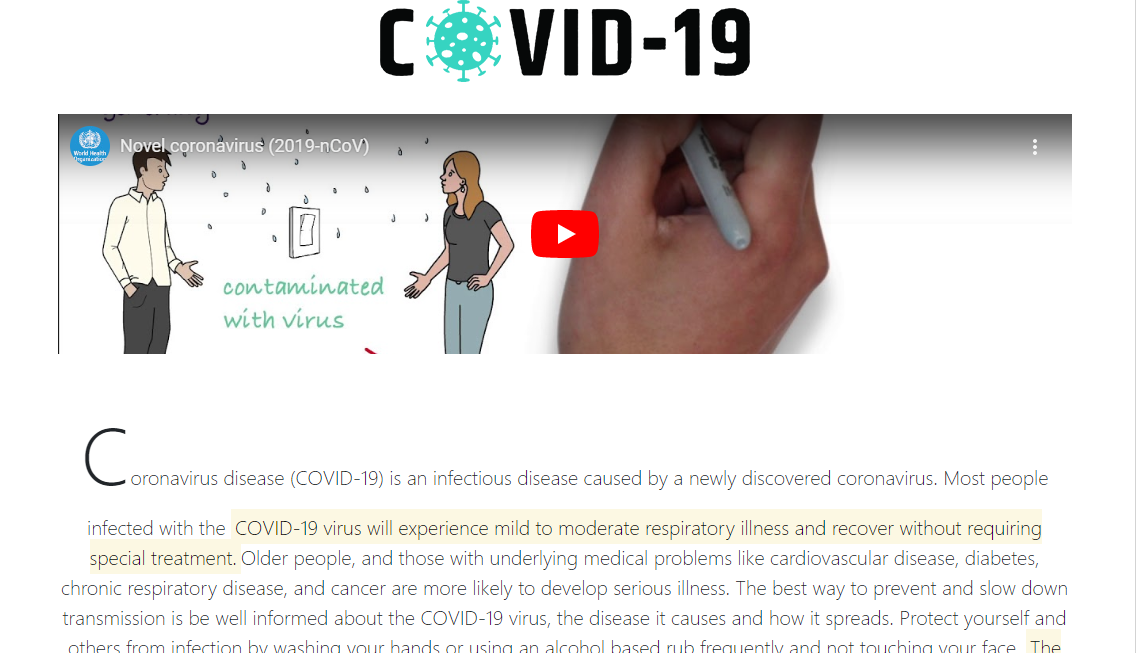 COVID-19
World Health
Organization
Novel coronavirus (2019-nCoV)
contaminated
with virus
Coronavirus disease (COVID-19) is an infectious disease caused by a newly discovered coronavirus. Most people
infected with the COVID-19 virus will experience mild to moderate respiratory illness and recover without requiring
special treatment. Older people, and those with underlying medical problems like cardiovascular disease, diabetes,
chronic respiratory disease, and cancer are more likely to develop serious illness. The best way to prevent and slow down
transmission is be well informed about the COVID-19 virus, the disease it causes and how it spreads. Protect yourself and
others from infection by washing your hands or using an alcohol based rub frequently and not touching your face. The